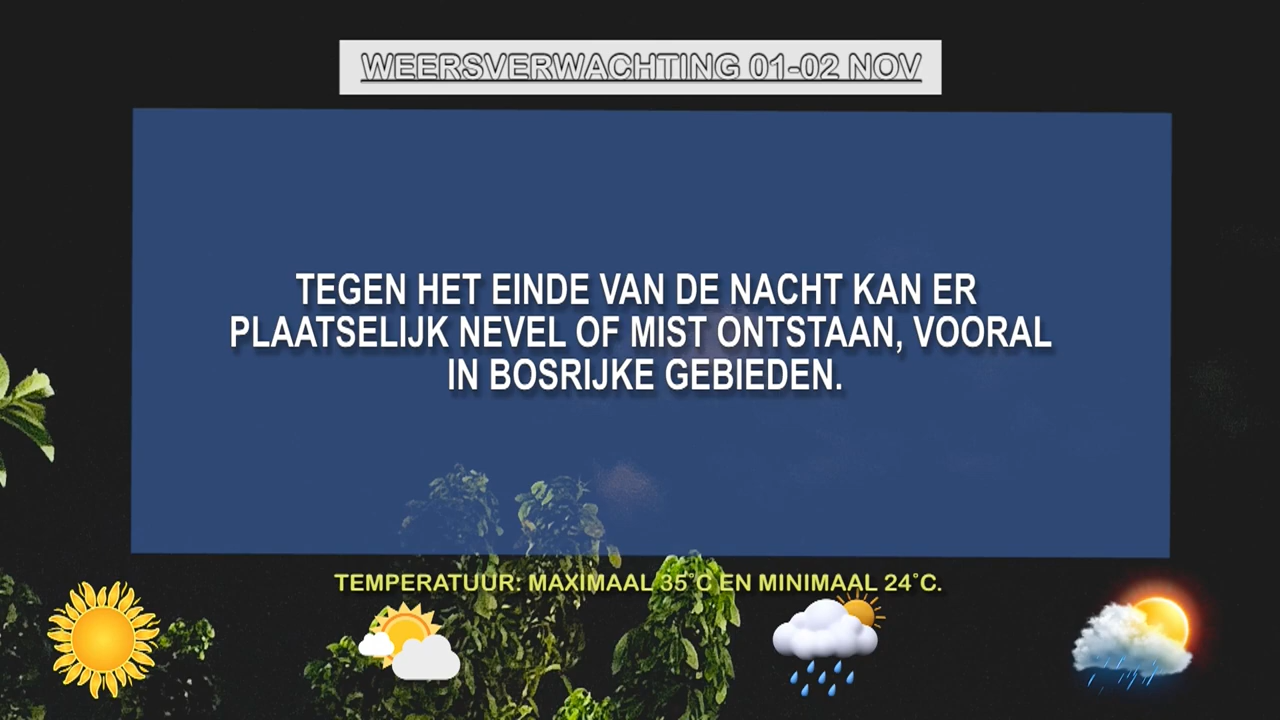 WEERSVERWACHTING 01-02 NOV
TEGEN HET EINDE VAN DE NACHT KAN ER
PLAATSELIJK NEVEL OF MIST ONTSTAAN, VOORAL
IN BOSRIJKE GEBIEDEN.
TEMPERATUUR: MAXIMAAL 35°C EN MINIMAAL 24°C.